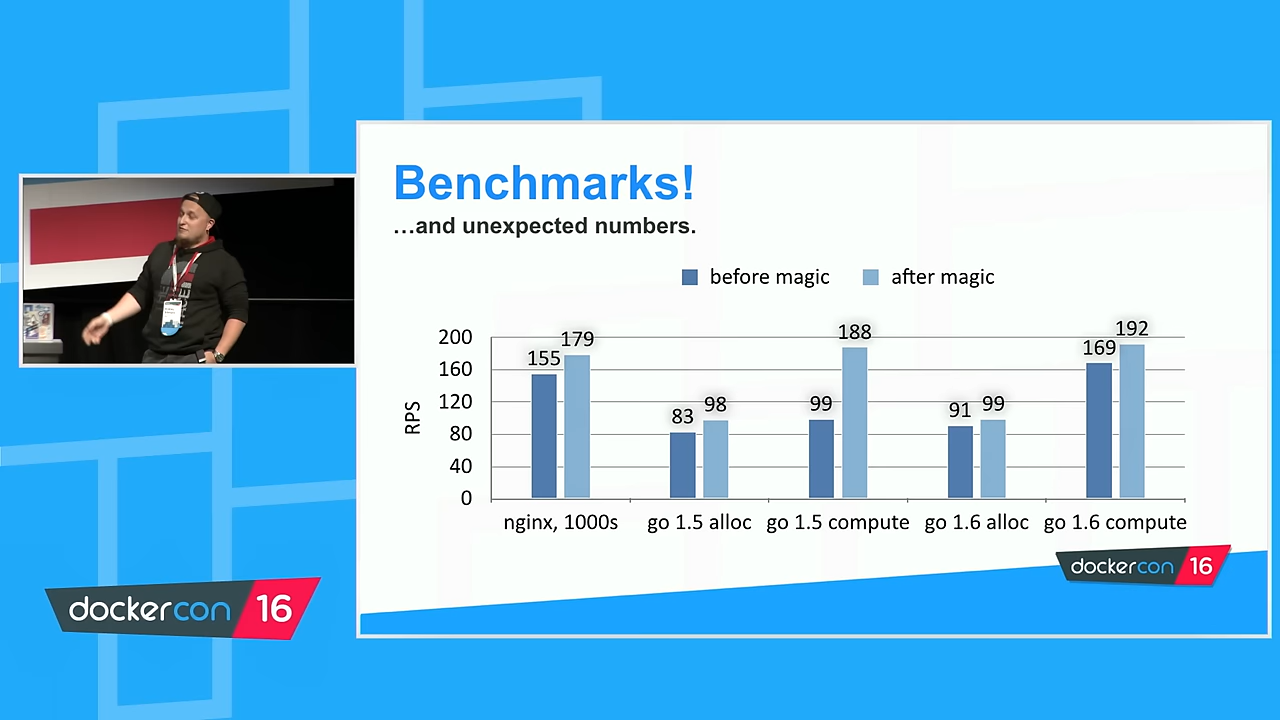 Benchmarks!
…and unexpected numbers.
before magic
after magic
RPS
200
160
120
80
40
0
155
179
83
98
99
188
91
99
169
192
nginx, 1000s
go 1.5 alloc
go 1.5 compute
go 1.6 alloc
go 1.6 compute
dockercon 16
dockercon 16